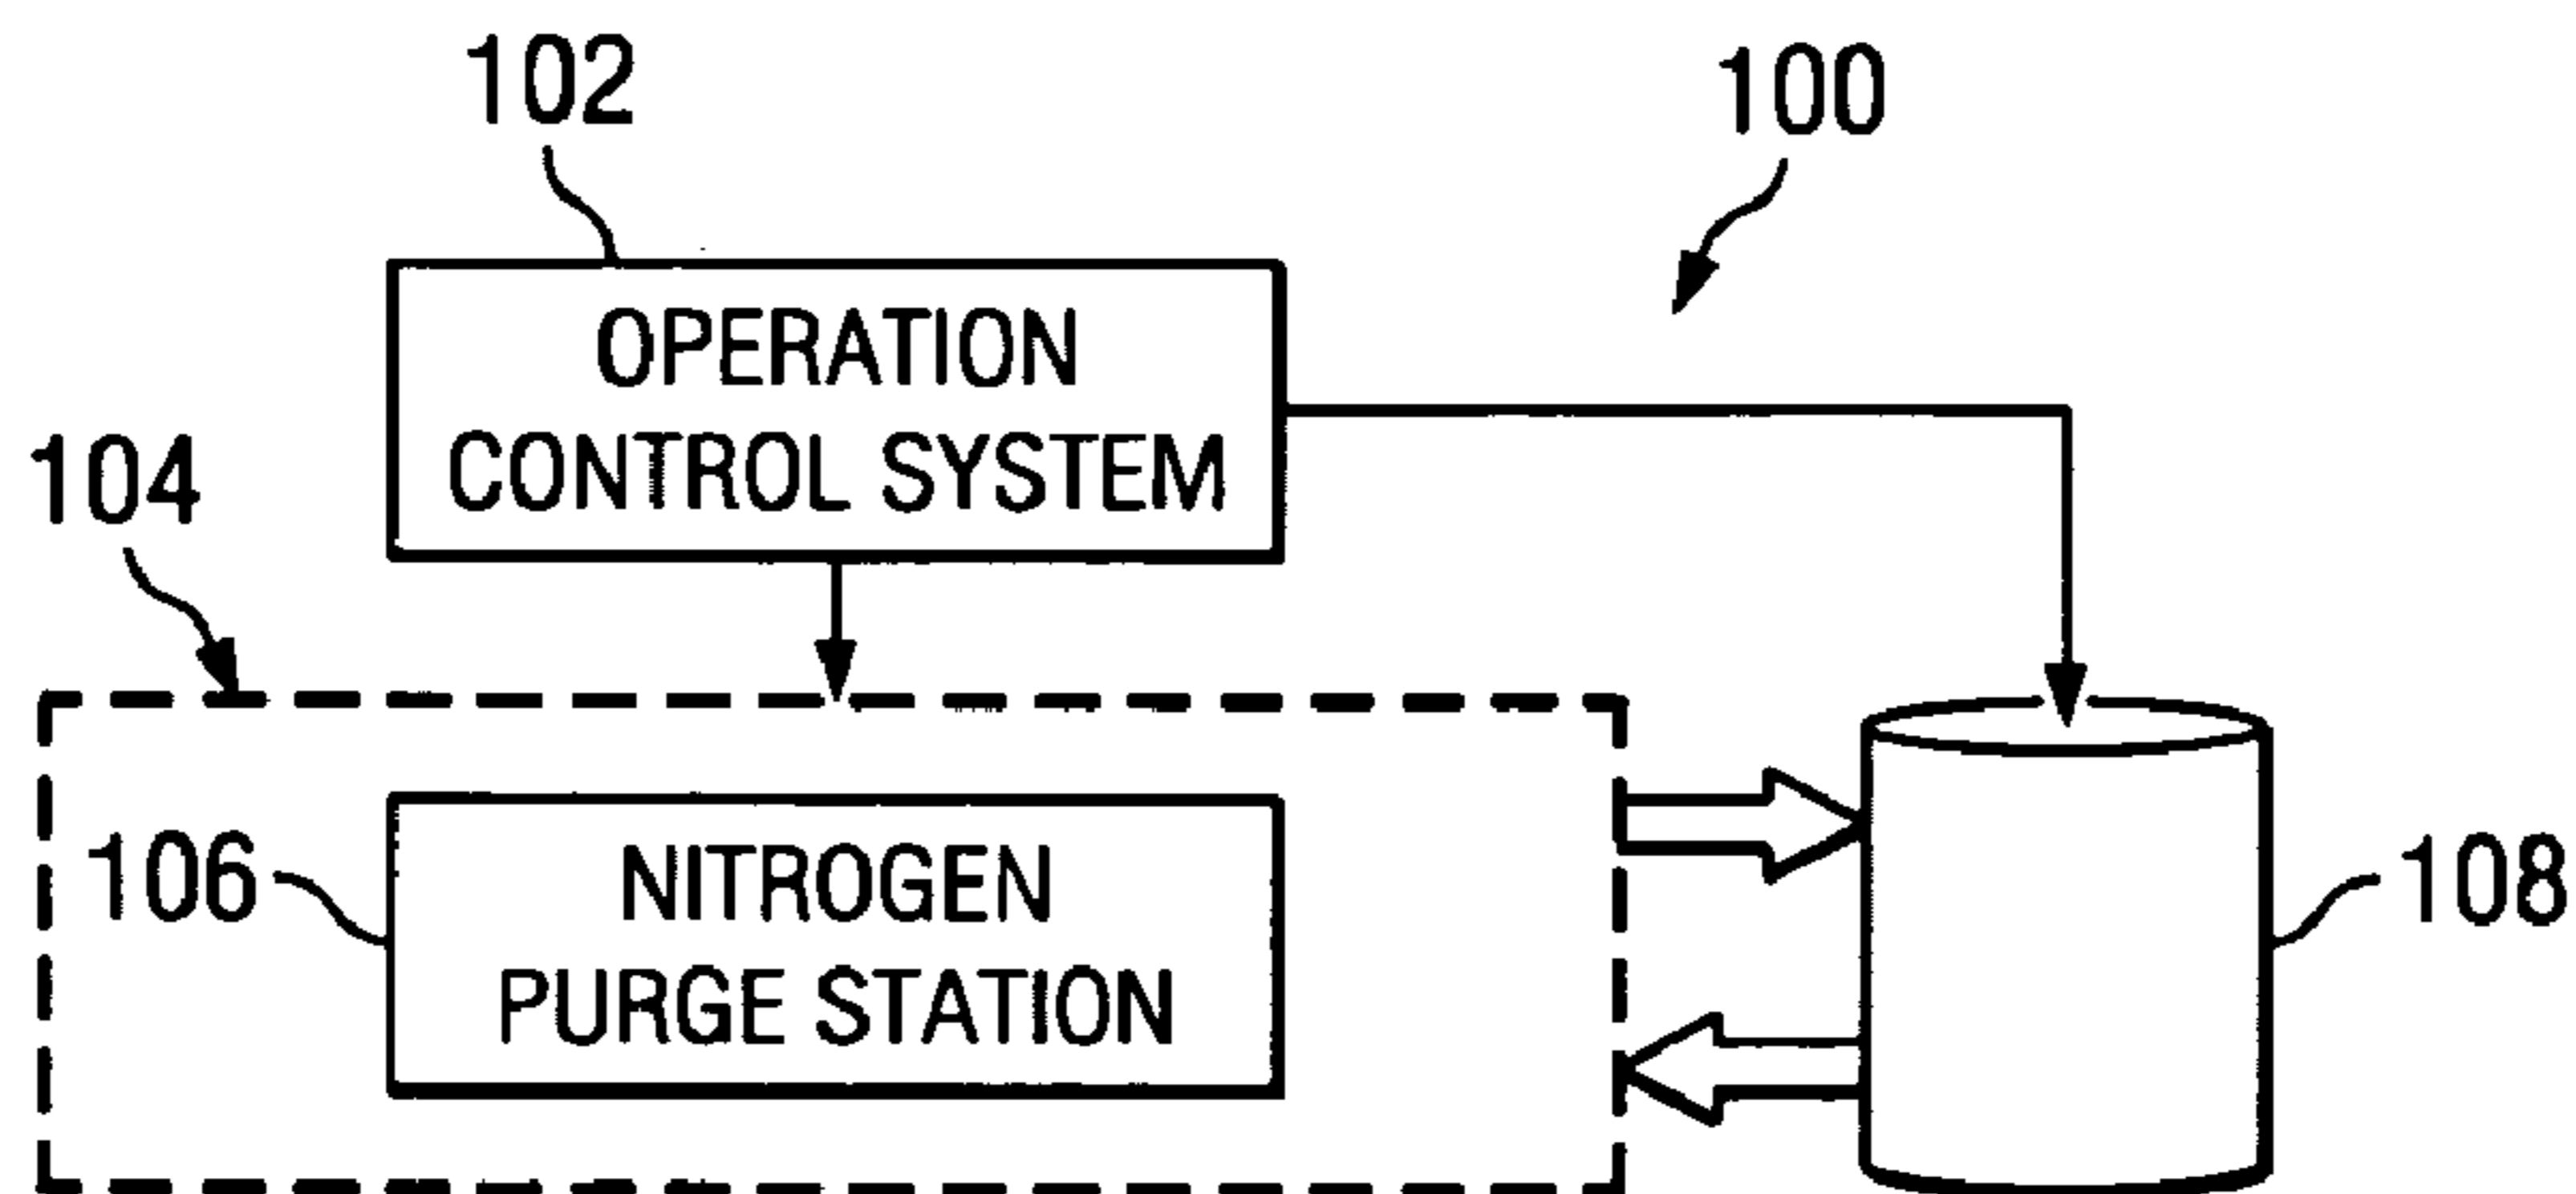 102
100
OPERATION
CONTROL SYSTEM
104
106
NITROGEN
PURGE STATION
108